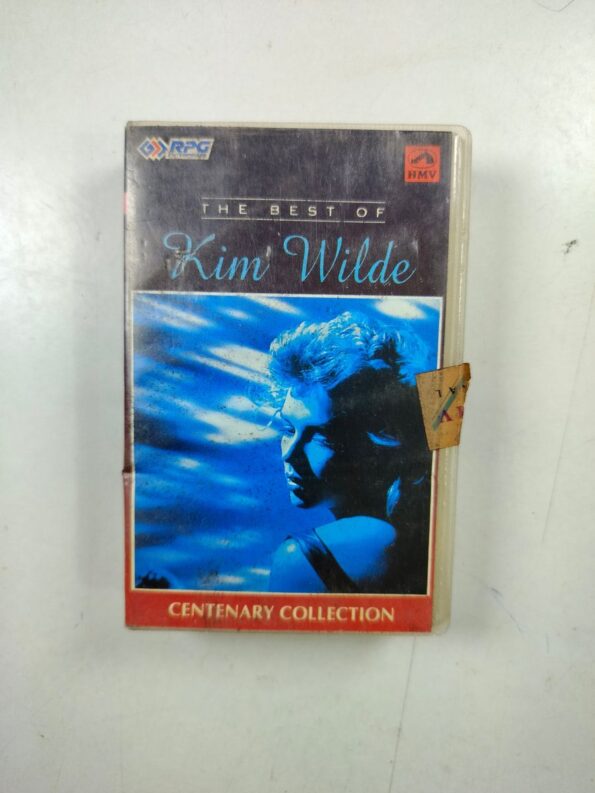 RPG
HMV
THE BEST OF
Kim Wilde
CENTENARY COLLECTION